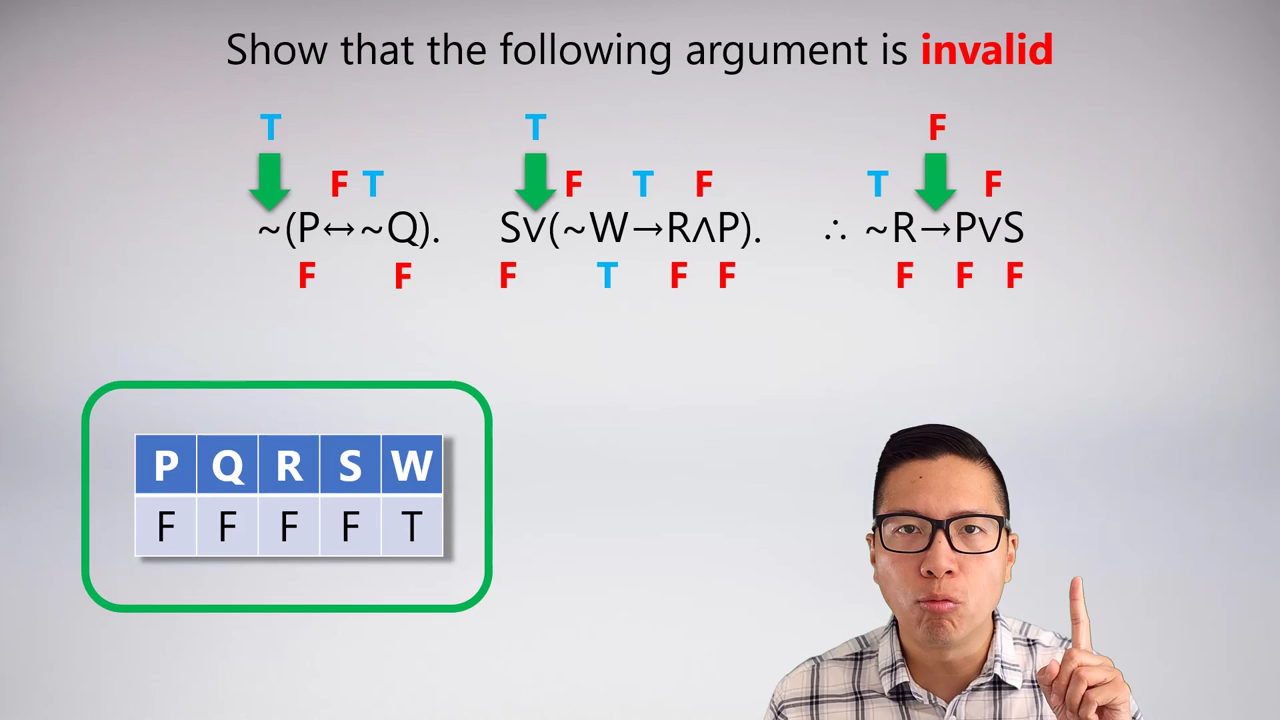 Show that the following argument is invalid
T T F
F T F T F T F
~(P↔~Q). S∨(~W→R∧P). ∴ ~R→P∨S
F F F T F F F F F
P Q R S W
F F F F T